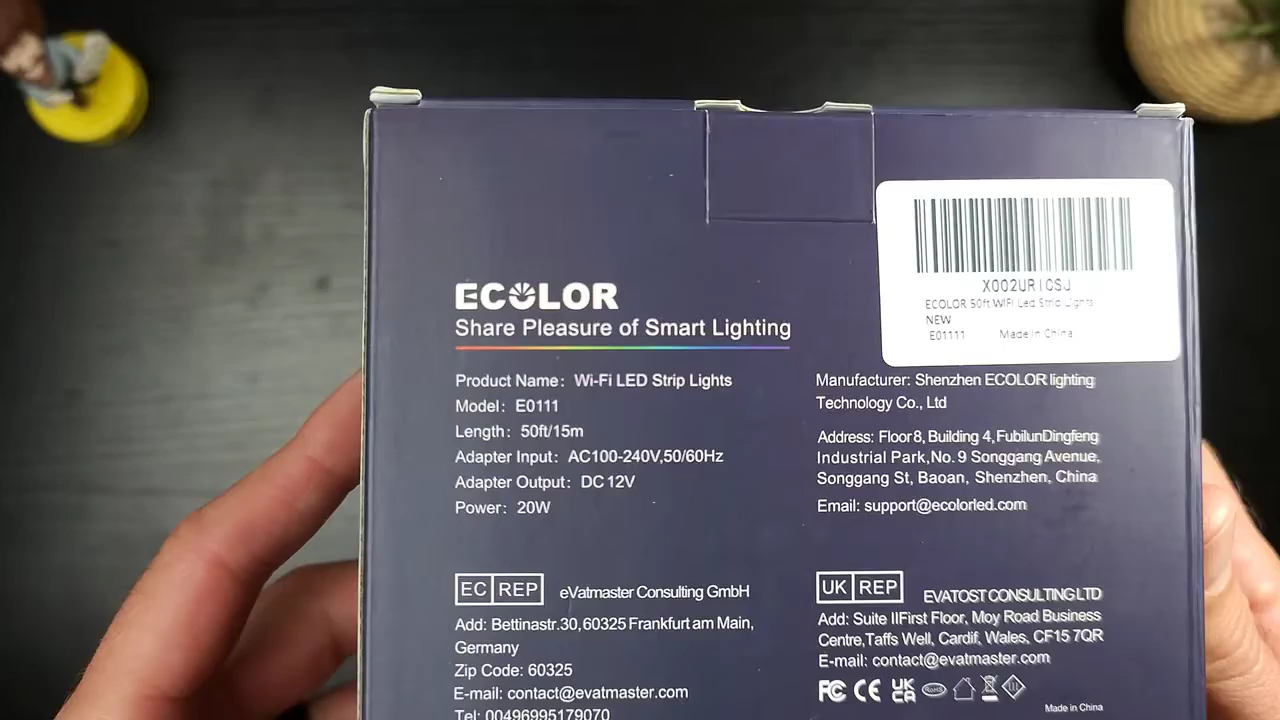 X002URIOSJ
ECOLOR 50ft WIFI Led Strip Lights
NEW
E01111 Made in China
ECOLOR
Share Pleasure of Smart Lighting
Product Name: Wi-Fi LED Strip Lights
Model: E0111
Length: 50ft/15m
Adapter Input: AC100-240V,50/60Hz
Adapter Output: DC 12V
Power: 20W
Manufacturer: Shenzhen ECOLOR lighting
Technology Co., Ltd
Address: Floor 8, Building 4, FubilunDingfeng
Industrial Park,No. 9 Songgang Avenue,
Songgang St, Baoan, Shenzhen, China
Email: support@ecolorled.com
EC REP eVatmaster Consulting GmbH
Add: Bettinastr.30,60325 Frankfurt am Main,
Germany
Zip Code: 60325
E-mail: contact@evatmaster.com
Tel: 00496995179070
UK REP EVATOST CONSULTING LTD
Add: Suite IIFirst Floor, Moy Road Business
Centre,Taffs Well, Cardif, Wales, CF15 7QR
E-mail: contact@evatmaster.com
FC CE UK CA RoHS
Made in China